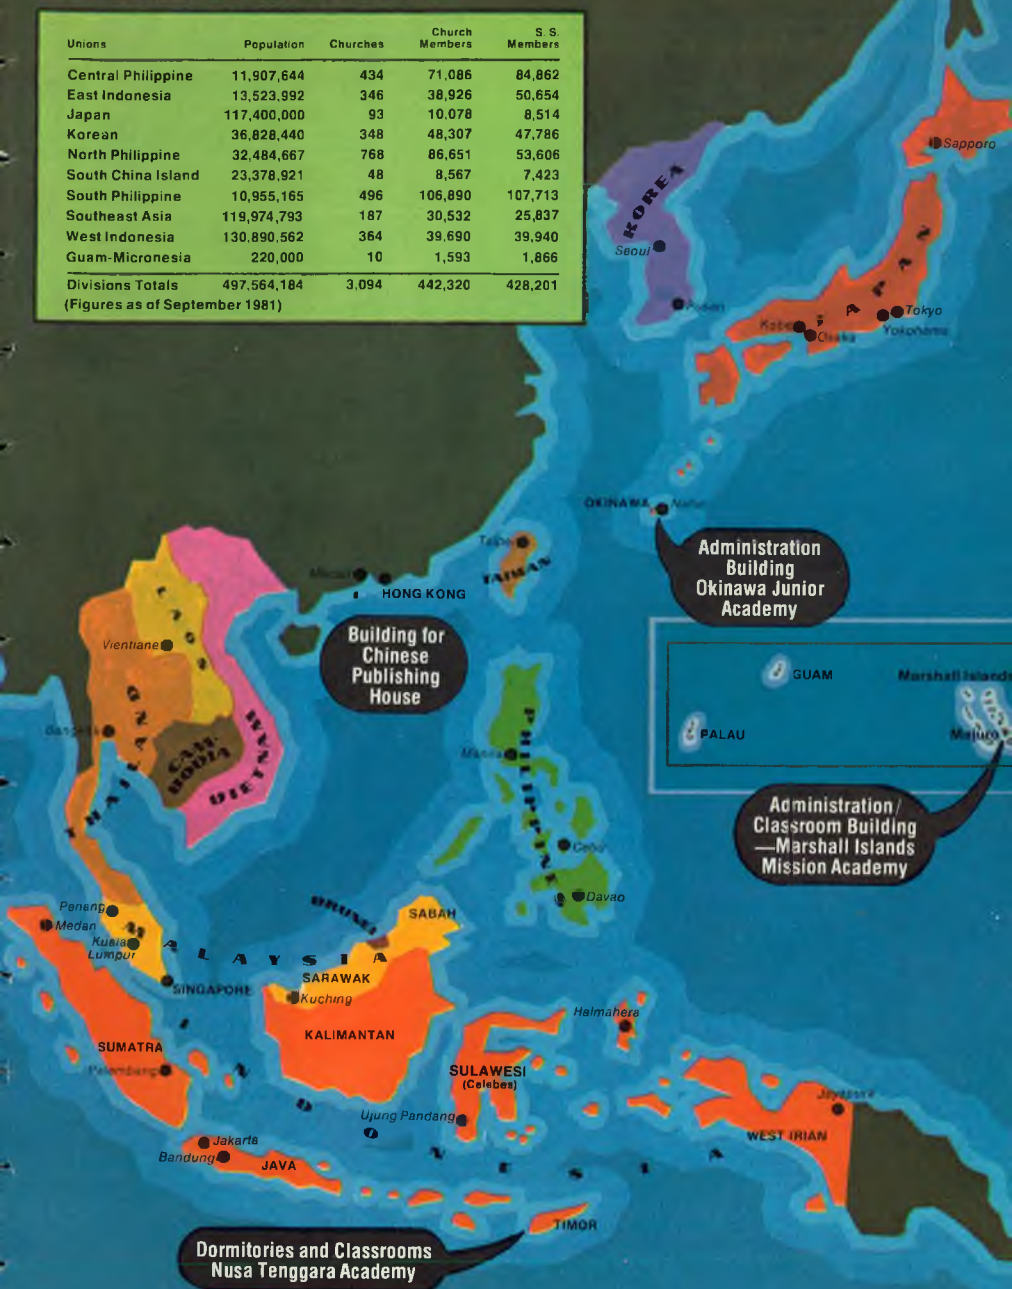 Unions Population Churches Church Members S. S. Members
Central Philippine 11,907,644 434 71,086 84,862
East Indonesia 13,523,992 346 38,926 50,654
Japan 117,400,000 93 10,078 8,514
Korean 36,828,440 348 48,307 47,786
North Philippine 32,484,667 768 86,651 53,606
South China Island 23,378,921 48 8,567 7,423
South Philippine 10,955,165 496 106,890 107,713
Southeast Asia 119,974,793 187 30,532 25,837
West Indonesia 130,890,562 364 39,690 39,940
Guam-Micronesia 220,000 10 1,593 1,866
Divisions Totals 497,564,184 3,094 442,320 428,201
(Figures as of September 1981)
Sapporo
KOREA
Seoul
Pusan
JAPAN
Tokyo
Yokohama
Kobe
Osaka
OKINAWA
Naha
Administration
Building
Okinawa Junior
Academy
Taipei
TAIWAN
Macau
HONG KONG
Building for
Chinese
Publishing
House
LAOS
Vientiane
THAILAND
Bangkok
CAM-
BODIA
VIETNAM
GUAM
PALAU
Marshall Islands
Majuro
Administration/
Classroom Building
—Marshall Islands
Mission Academy
PHILIPPINE
Manila
Cebu
Davao
Penang
Medan
Kuala
Lumpur
MALAYSIA
SINGAPORE
BRUNEI
SABAH
SARAWAK
Kuching
KALIMANTAN
SUMATRA
Palembang
INDONESIA
Halmahera
SULAWESI
(Celebes)
Ujung Pandang
Jayapura
WEST IRIAN
Jakarta
Bandung
JAVA
TIMOR
Dormitories and Classrooms
Nusa Tenggara Academy